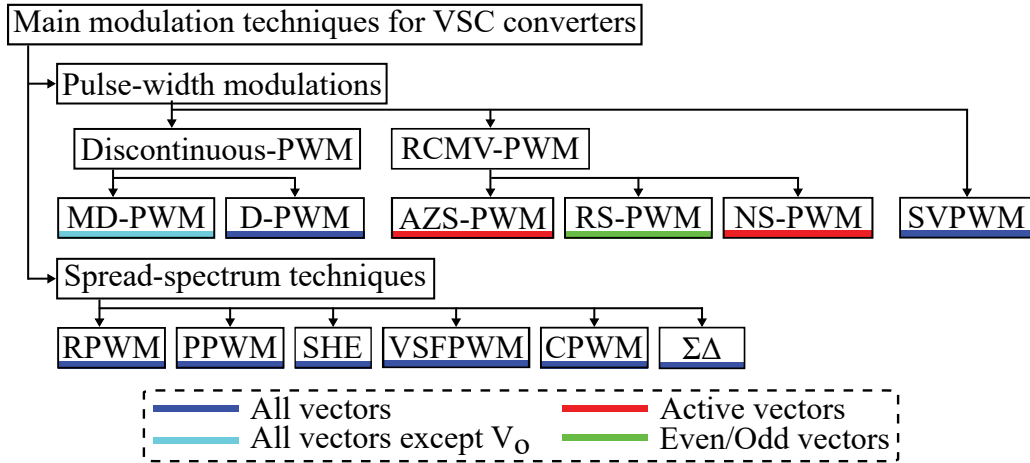 Main modulation techniques for VSC converters
Pulse-width modulations
Discontinuous-PWM RCMV-PWM
MD-PWM D-PWM AZS-PWM RS-PWM NS-PWM SVPWM
Spread-spectrum techniques
RPWM PPWM SHE VSFPWM CPWM ΣΔ
All vectors Active vectors
All vectors except Vo Even/Odd vectors